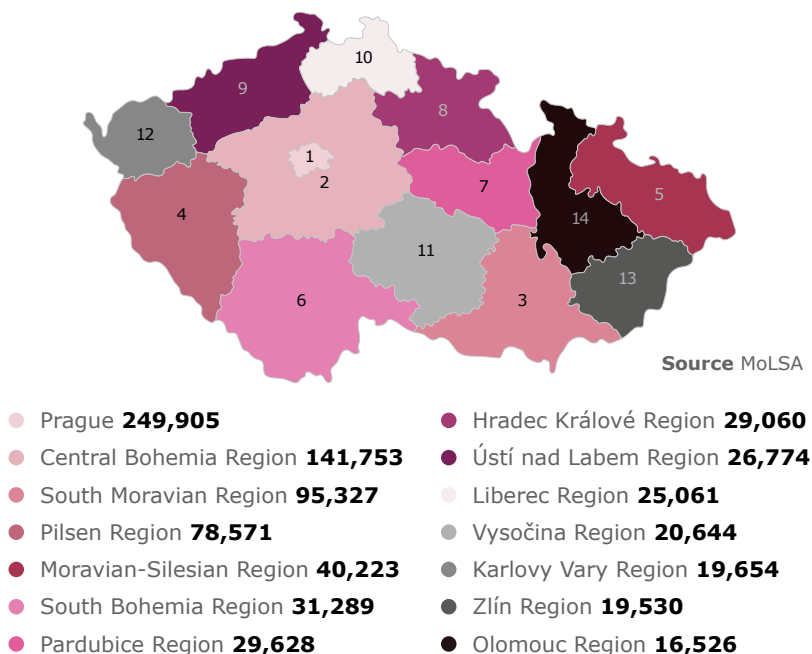 10
9
8
12
1
2
7
5
4
14
11
13
6
3
Source MoLSA
Prague 249,905
Central Bohemia Region 141,753
South Moravian Region 95,327
Pilsen Region 78,571
Moravian-Silesian Region 40,223
South Bohemia Region 31,289
Pardubice Region 29,628
Hradec Králové Region 29,060
Ústí nad Labem Region 26,774
Liberec Region 25,061
Vysočina Region 20,644
Karlovy Vary Region 19,654
Zlín Region 19,530
Olomouc Region 16,526